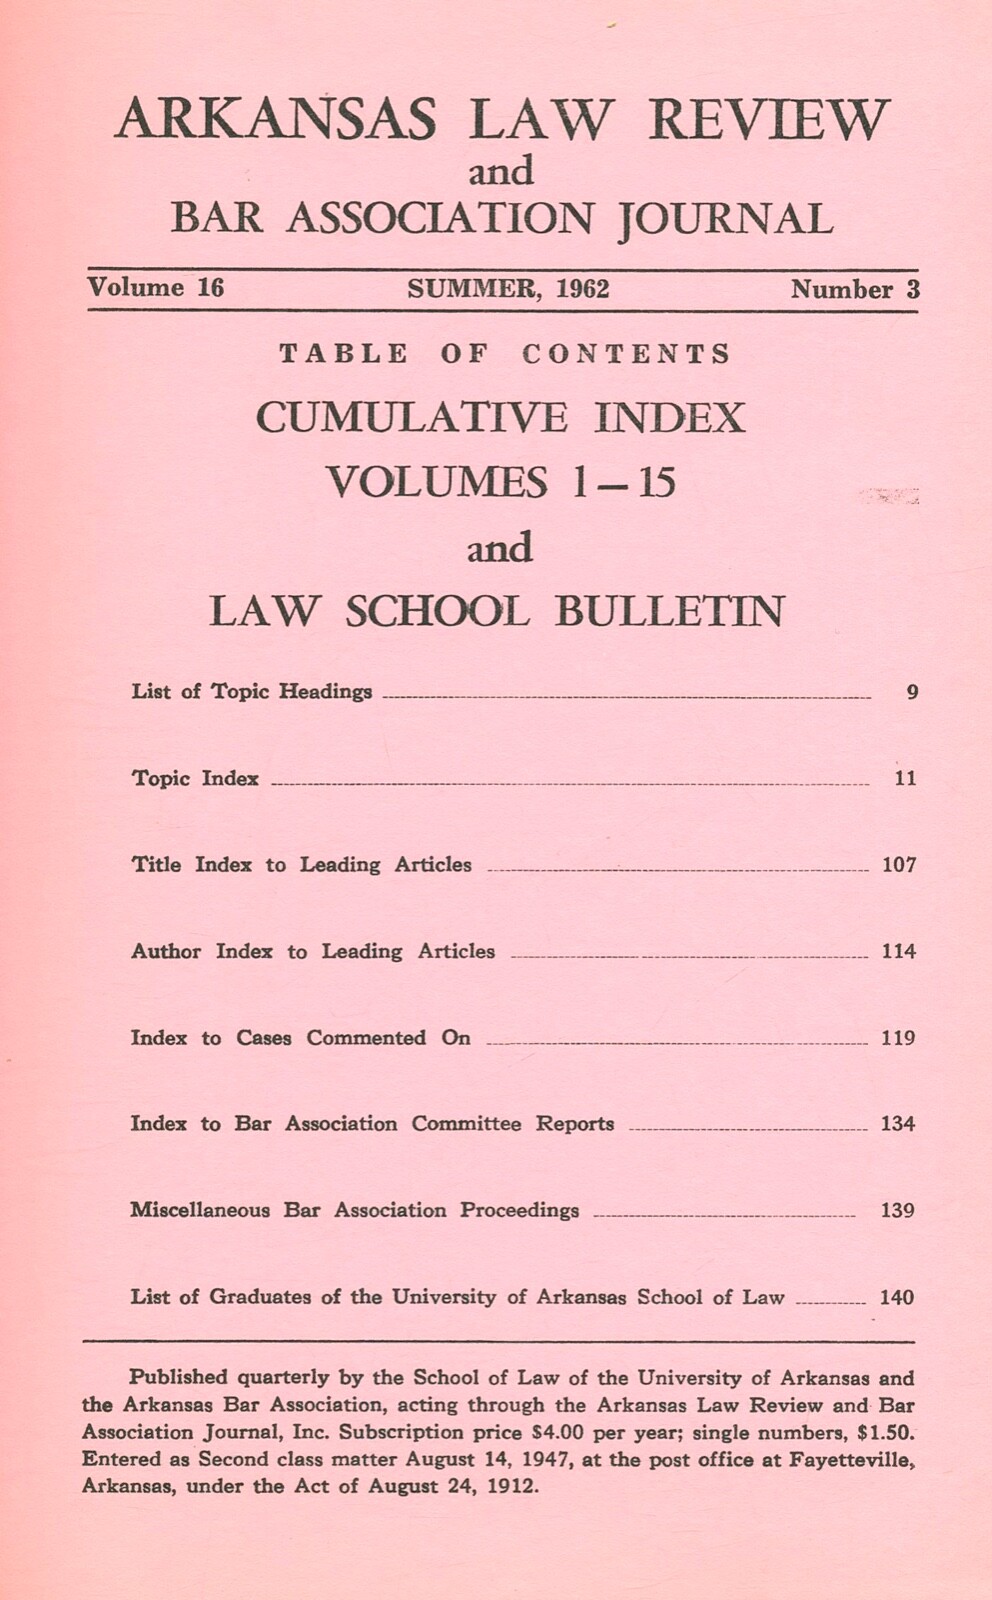 ARKANSAS LAW REVIEW
and
BAR ASSOCIATION JOURNAL
Volume 16 SUMMER, 1962 Number 3
TABLE OF CONTENTS
CUMULATIVE INDEX
VOLUMES 1–15
and
LAW SCHOOL BULLETIN
List of Topic Headings 9
Topic Index 11
Title Index to Leading Articles 107
Author Index to Leading Articles 114
Index to Cases Commented On 119
Index to Bar Association Committee Reports 134
Miscellaneous Bar Association Proceedings 139
List of Graduates of the University of Arkansas School of Law 140
Published quarterly by the School of Law of the University of Arkansas and
the Arkansas Bar Association, acting through the Arkansas Law Review and Bar
Association Journal, Inc. Subscription price $4.00 per year; single numbers, $1.50.
Entered as Second class matter August 14, 1947, at the post office at Fayetteville,
Arkansas, under the Act of August 24, 1912.